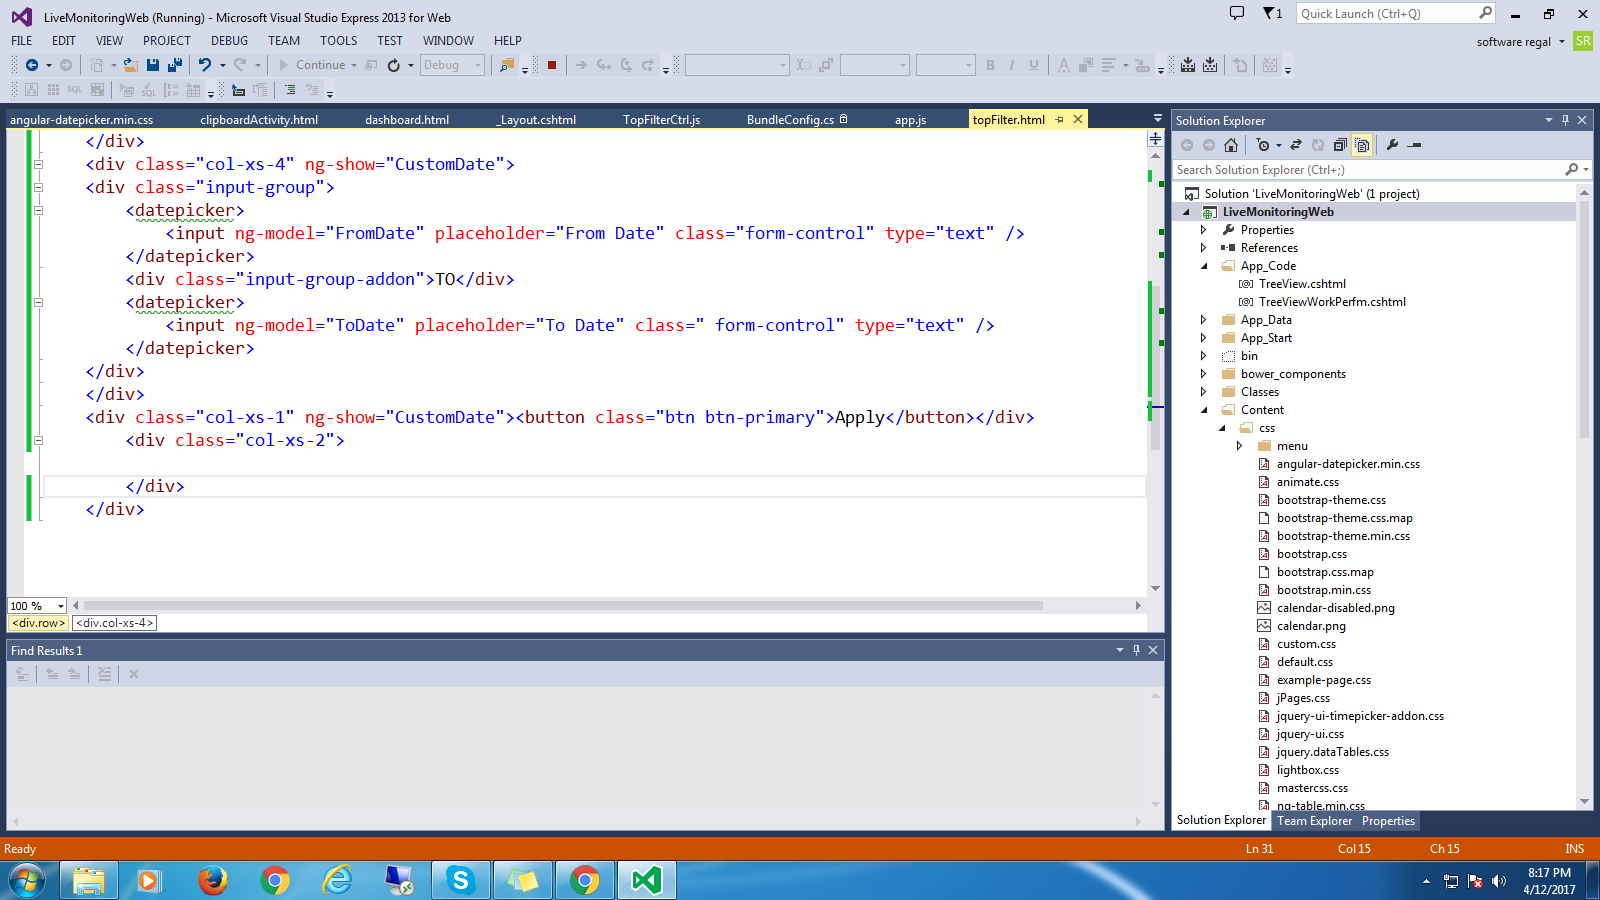 LiveMonitoringWeb (Running) - Microsoft Visual Studio Express 2013 for Web
1
Quick Launch (Ctrl+Q)
FILE EDIT VIEW PROJECT DEBUG TEAM TOOLS TEST WINDOW HELP
software regal SR
Continue Debug
B I U A
SQL SQL
angular-datepicker.min.css clipboardActivity.html dashboard.html _Layout.cshtml TopFilterCtrl.js BundleConfig.cs app.js topFilter.html
</div>
<div class="col-xs-4" ng-show="CustomDate">
<div class="input-group">
<datepicker>
<input ng-model="FromDate" placeholder="From Date" class="form-control" type="text" />
</datepicker>
<div class="input-group-addon">TO</div>
<datepicker>
<input ng-model="ToDate" placeholder="To Date" class=" form-control" type="text" />
</datepicker>
</div>
</div>
<div class="col-xs-1" ng-show="CustomDate"><button class="btn btn-primary">Apply</button></div>
<div class="col-xs-2">
</div>
</div>
100 %
<div.row> <div.col-xs-4>
Find Results 1
Solution Explorer
Search Solution Explorer (Ctrl+;)
Solution 'LiveMonitoringWeb' (1 project)
LiveMonitoringWeb
Properties
References
App_Code
TreeView.cshtml
TreeViewWorkPerfm.cshtml
App_Data
App_Start
bin
bower_components
Classes
Content
css
menu
angular-datepicker.min.css
animate.css
bootstrap-theme.css
bootstrap-theme.css.map
bootstrap-theme.min.css
bootstrap.css
bootstrap.css.map
bootstrap.min.css
calendar-disabled.png
calendar.png
custom.css
default.css
example-page.css
jPages.css
jquery-ui-timepicker-addon.css
jquery-ui.css
jquery.dataTables.css
lightbox.css
mastercss.css
ng-table.min.css
Solution Explorer Team Explorer Properties
Ready Ln 31 Col 15 Ch 15 INS
8:17 PM
4/12/2017